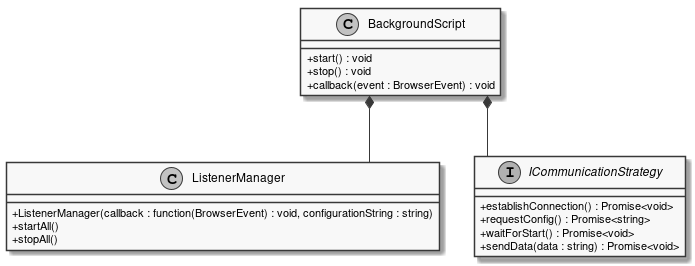 C BackgroundScript
+start() : void
+stop() : void
+callback(event : BrowserEvent) : void
C ListenerManager
+ListenerManager(callback : function(BrowserEvent) : void, configurationString : string)
+startAll()
+stopAll()
I ICommunicationStrategy
+establishConnection() : Promise<void>
+requestConfig() : Promise<string>
+waitForStart() : Promise<void>
+sendData(data : string) : Promise<void>